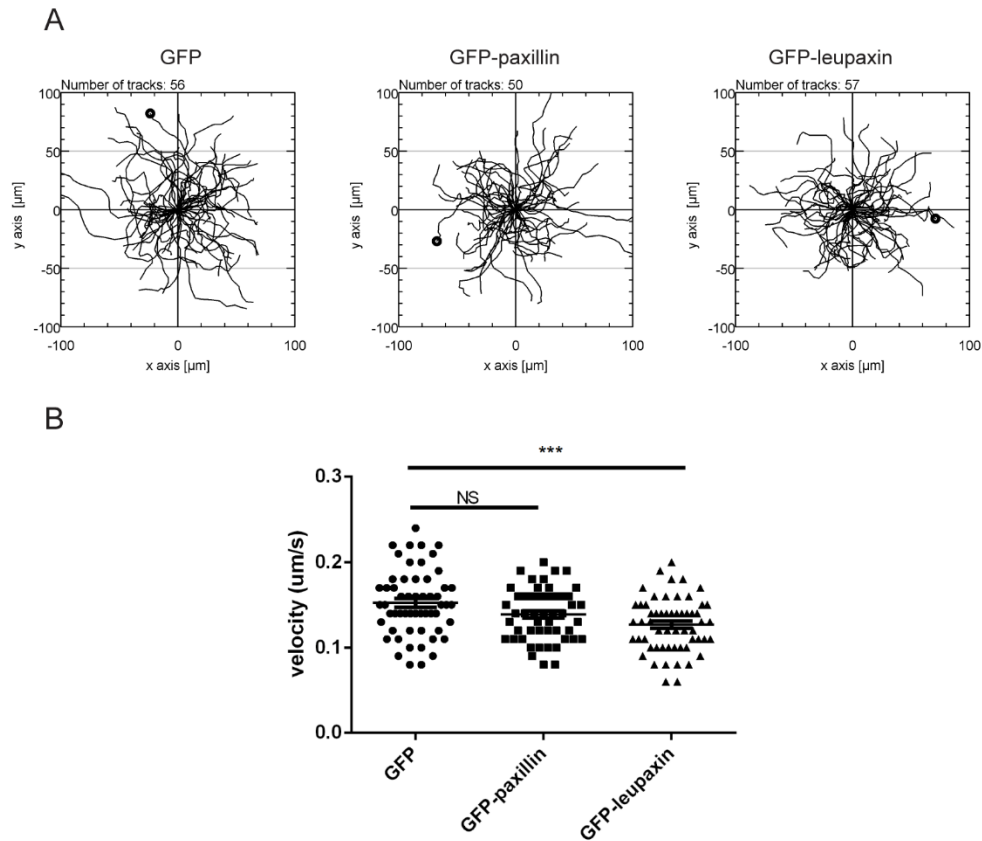 A
GFP
GFP-paxillin
GFP-leupaxin
Number of tracks: 56
Number of tracks: 50
Number of tracks: 57
100
50
0
-50
-100
y axis [µm]
-100 0 100
x axis [µm]
100
50
0
-50
-100
y axis [µm]
-100 0 100
x axis [µm]
100
50
0
-50
-100
y axis [µm]
-100 0 100
x axis [µm]
B
***
NS
0.3
0.2
0.1
0.0
velocity (um/s)
GFP
GFP-paxillin
GFP-leupaxin